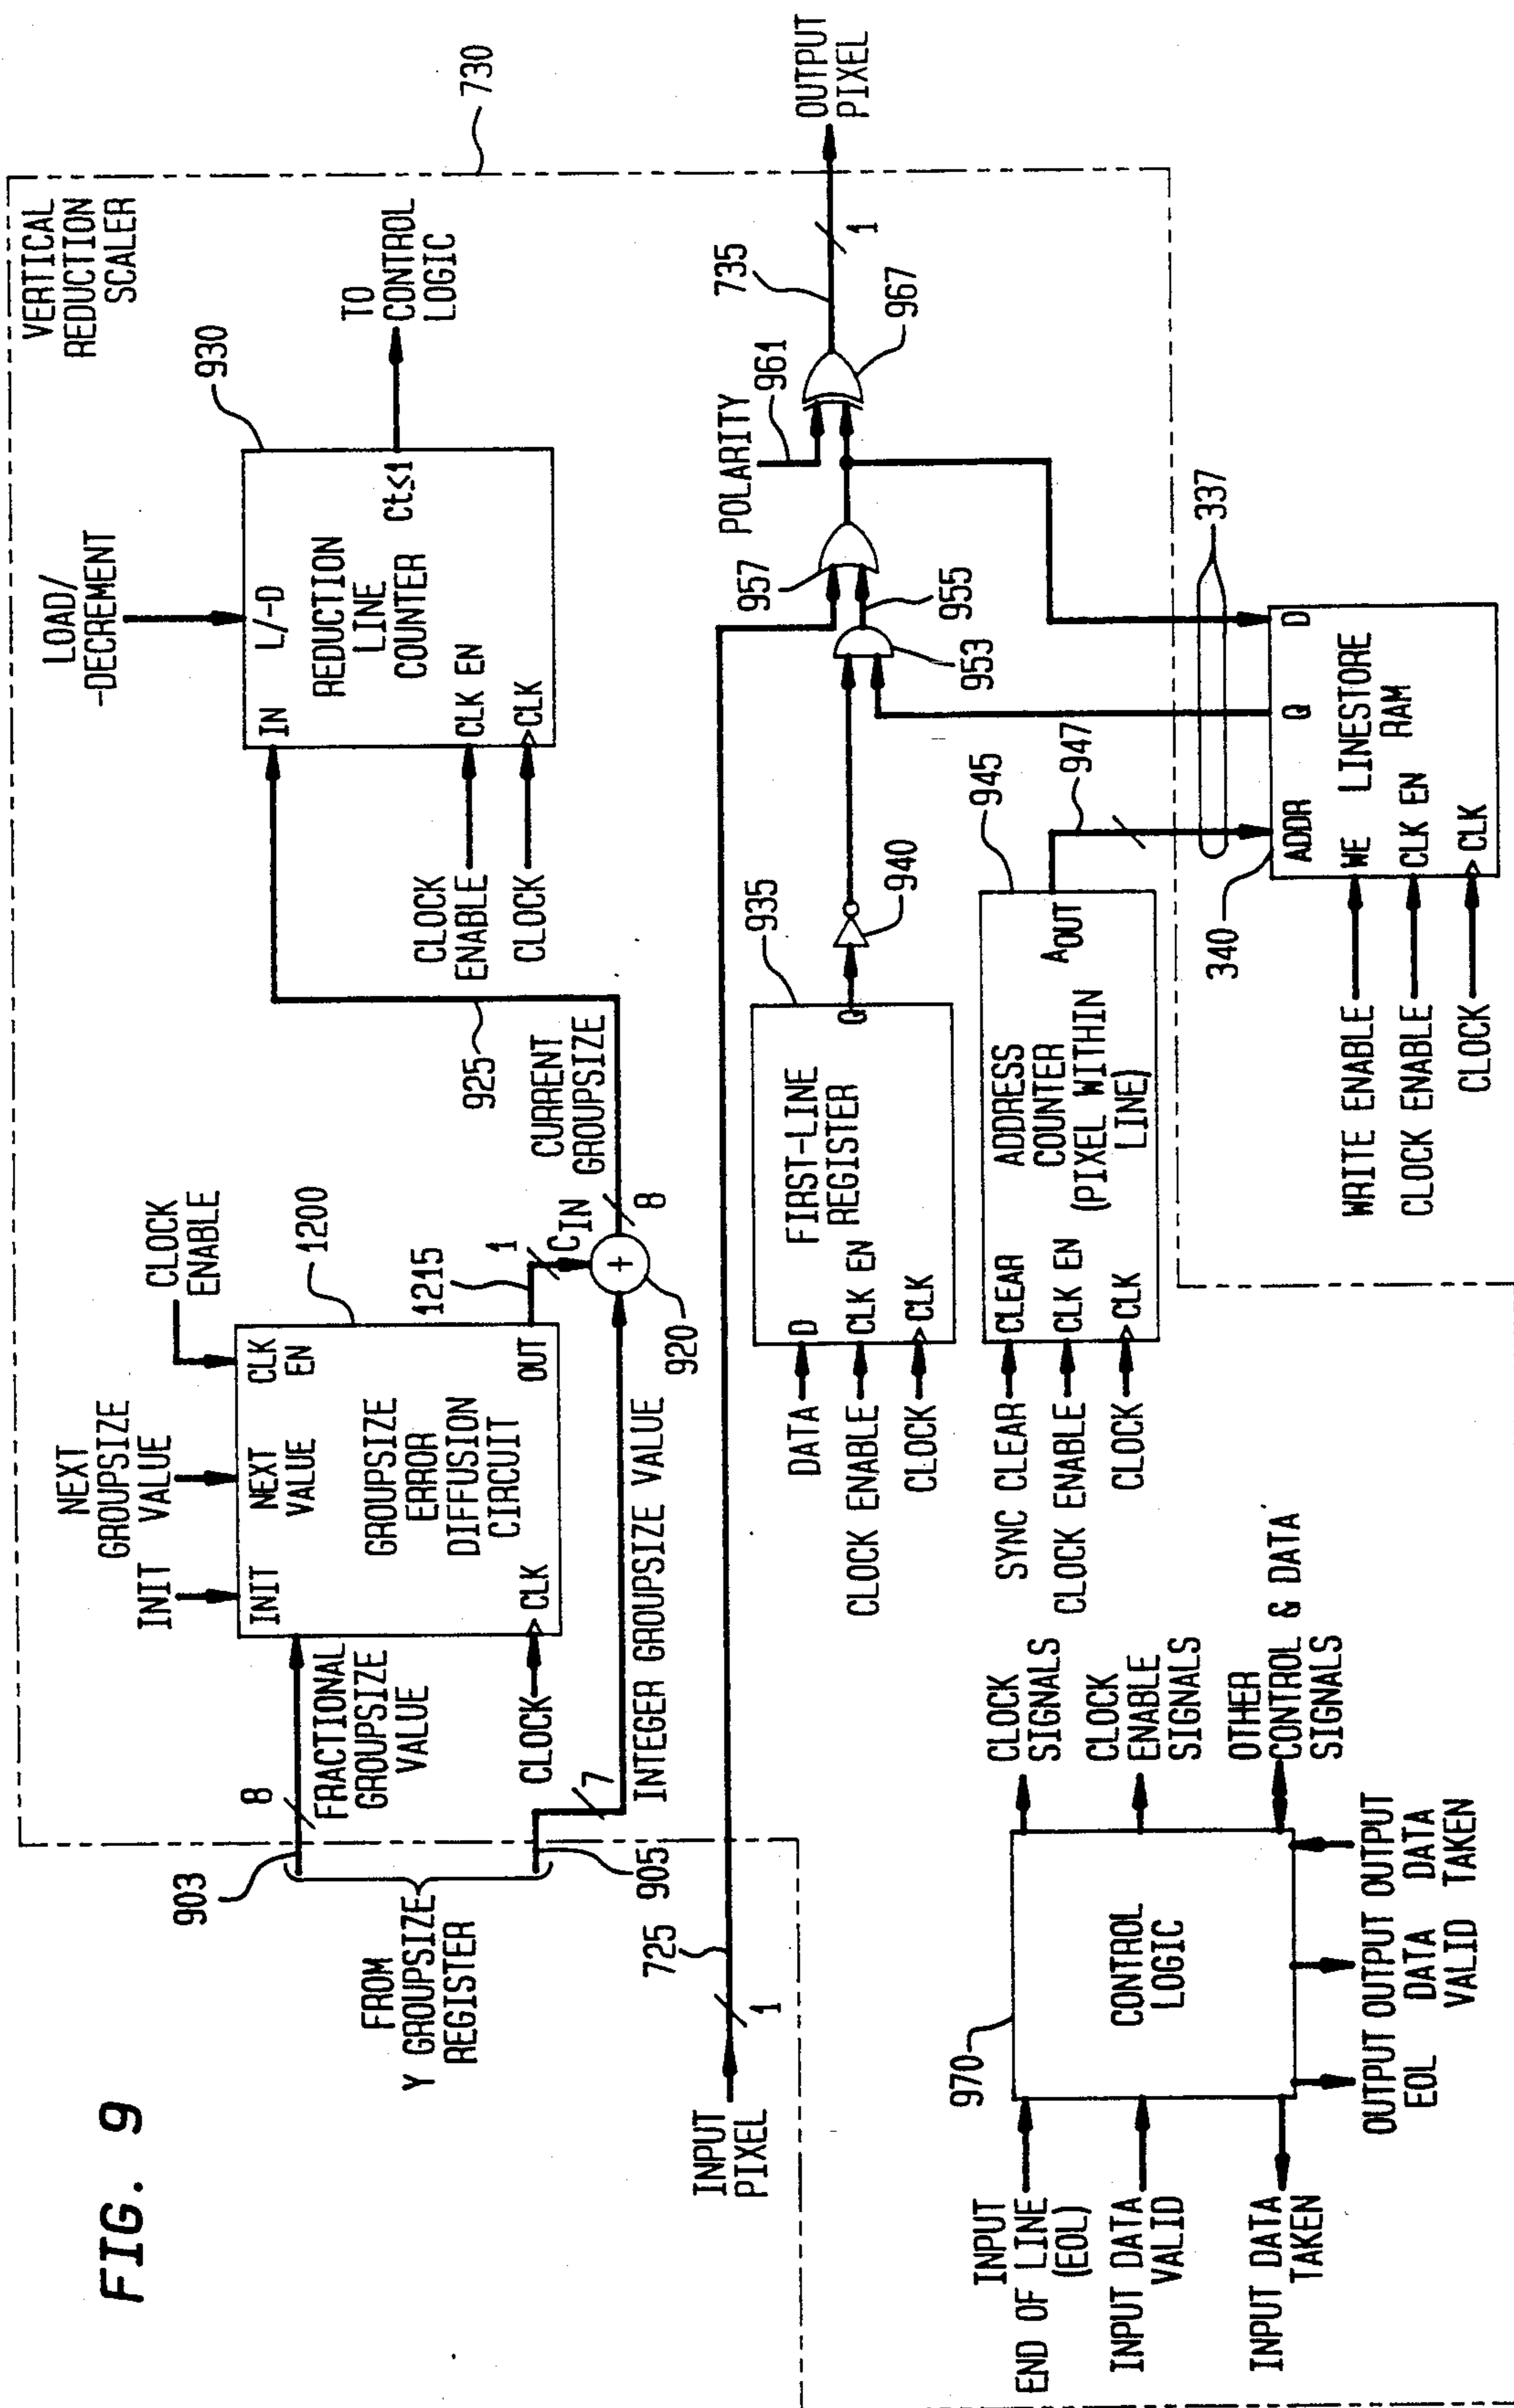 FIG. 9
VERTICAL
REDUCTION
SCALER
730
FROM
Y GROUPSIZE
REGISTER
903
8
FRACTIONAL
GROUPSIZE
VALUE
905
7
INTEGER GROUPSIZE VALUE
INIT
NEXT
GROUPSIZE
VALUE
CLOCK
ENABLE
1200
INIT
NEXT
VALUE
CLK
EN
GROUPSIZE
ERROR
DIFFUSION
CIRCUIT
CLK
OUT
CLOCK
1215
1
CIN
+
920
8
CURRENT
GROUPSIZE
925
LOAD/
-DECREMENT
930
IN
L/-D
REDUCTION
LINE
COUNTER
CLK EN
CLK
Ct≤1
CLOCK
ENABLE
CLOCK
TO
CONTROL
LOGIC
INPUT
PIXEL
1
725
DATA
CLOCK ENABLE
CLOCK
D
CLK EN
CLK
FIRST-LINE
REGISTER
Q
935
940
SYNC CLEAR
CLOCK ENABLE
CLOCK
CLEAR
CLK EN
CLK
ADDRESS
COUNTER
(PIXEL WITHIN
LINE)
AOUT
945
947
953
955
957
POLARITY
961
967
735
1
OUTPUT
PIXEL
337
340
ADDR
Q
D
WE
LINESTORE
RAM
CLK EN
CLK
WRITE ENABLE
CLOCK ENABLE
CLOCK
970
CONTROL
LOGIC
INPUT
END OF LINE
(EOL)
INPUT DATA
VALID
INPUT DATA
TAKEN
CLOCK
SIGNALS
CLOCK
ENABLE
SIGNALS
OTHER
CONTROL & DATA
SIGNALS
OUTPUT
EOL
OUTPUT
DATA
VALID
OUTPUT
DATA
TAKEN